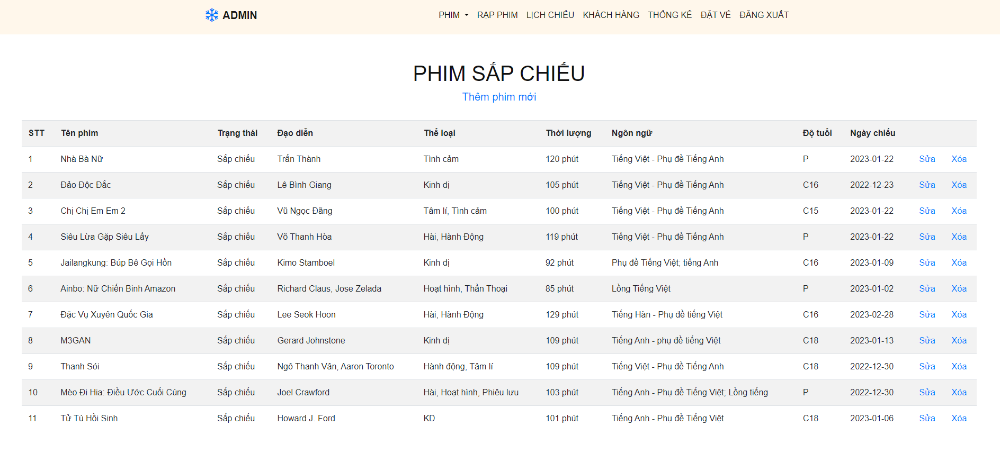 ADMIN PHIM RẠP PHIM LỊCH CHIẾU KHÁCH HÀNG THỐNG KÊ ĐẶT VÉ ĐĂNG XUẤT
PHIM SẮP CHIẾU
Thêm phim mới
STT Tên phim Trạng thái Đạo diễn Thể loại Thời lượng Ngôn ngữ Độ tuổi Ngày chiếu
1 Nhà Bà Nữ Sắp chiếu Trấn Thành Tình cảm 120 phút Tiếng Việt - Phụ đề Tiếng Anh P 2023-01-22 Sửa Xóa
2 Đảo Độc Đắc Sắp chiếu Lê Bình Giang Kinh dị 105 phút Tiếng Việt - Phụ đề Tiếng Anh C16 2022-12-23 Sửa Xóa
3 Chị Chị Em Em 2 Sắp chiếu Vũ Ngọc Đãng Tâm lí, Tình cảm 100 phút Tiếng Việt - Phụ đề Tiếng Anh C15 2023-01-22 Sửa Xóa
4 Siêu Lừa Gặp Siêu Lầy Sắp chiếu Võ Thanh Hòa Hài, Hành Động 119 phút Tiếng Việt - Phụ đề Tiếng Anh P 2023-01-22 Sửa Xóa
5 Jailangkung: Búp Bê Gọi Hồn Sắp chiếu Kimo Stamboel Kinh dị 92 phút Phụ đề Tiếng Việt; tiếng Anh C16 2023-01-09 Sửa Xóa
6 Ainbo: Nữ Chiến Binh Amazon Sắp chiếu Richard Claus, Jose Zelada Hoạt hình, Thần Thoại 85 phút Lồng Tiếng Việt P 2023-01-02 Sửa Xóa
7 Đặc Vụ Xuyên Quốc Gia Sắp chiếu Lee Seok Hoon Hài, Hành Động 129 phút Tiếng Hàn - Phụ đề tiếng Việt C16 2023-02-28 Sửa Xóa
8 M3GAN Sắp chiếu Gerard Johnstone Kinh dị 109 phút Tiếng Anh - phụ đề tiếng Việt C18 2023-01-13 Sửa Xóa
9 Thanh Sói Sắp chiếu Ngô Thanh Vân, Aaron Toronto Hành động, Tâm lí 109 phút Tiếng Việt - Phụ đề Tiếng Anh C18 2022-12-30 Sửa Xóa
10 Mèo Đi Hia: Điều Ước Cuối Cùng Sắp chiếu Joel Crawford Hài, Hoạt hình, Phiêu lưu 103 phút Tiếng Anh - Phụ đề Tiếng Việt; Lồng tiếng P 2022-12-30 Sửa Xóa
11 Tử Tù Hồi Sinh Sắp chiếu Howard J. Ford KD 101 phút Tiếng Anh - Phụ đề Tiếng Việt C18 2023-01-06 Sửa Xóa